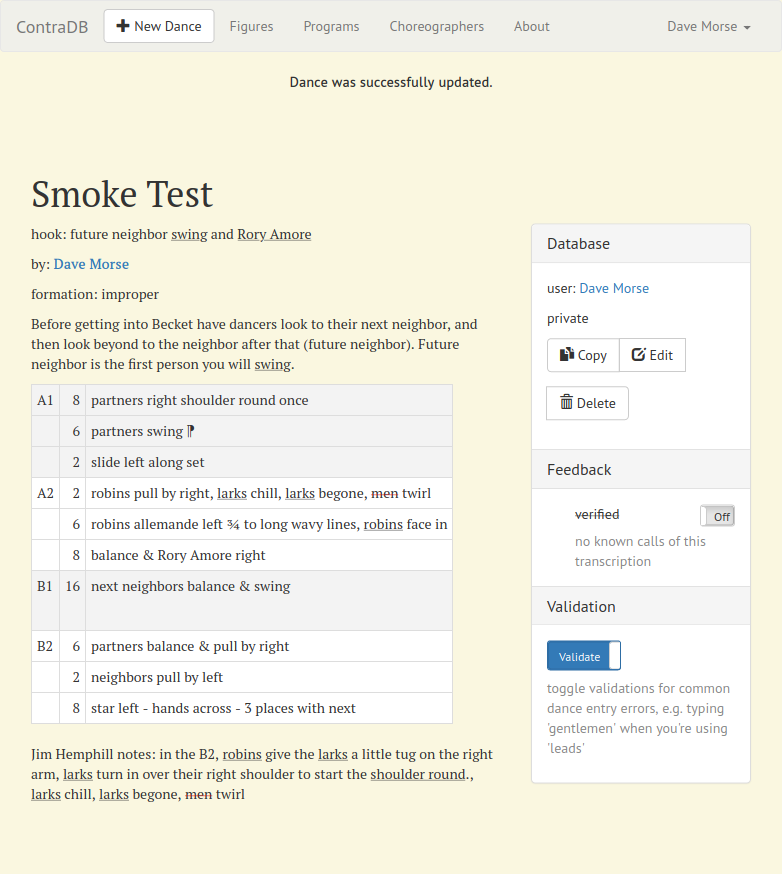 ContraDB
New Dance
Figures
Programs
Choreographers
About
Dave Morse
Dance was successfully updated.
Smoke Test
hook: future neighbor swing and Rory Amore
by: Dave Morse
formation: improper
Before getting into Becket have dancers look to their next neighbor, and
then look beyond to the neighbor after that (future neighbor). Future
neighbor is the first person you will swing.
A1 8 partners right shoulder round once
6 partners swing ⁋
2 slide left along set
A2 2 robins pull by right, larks chill, larks begone, men twirl
6 robins allemande left ¾ to long wavy lines, robins face in
8 balance & Rory Amore right
B1 16 next neighbors balance & swing
B2 6 partners balance & pull by right
2 neighbors pull by left
8 star left - hands across - 3 places with next
Jim Hemphill notes: in the B2, robins give the larks a little tug on the right
arm, larks turn in over their right shoulder to start the shoulder round.,
larks chill, larks begone, men twirl
Database
user: Dave Morse
private
Copy
Edit
Delete
Feedback
verified
Off
no known calls of this
transcription
Validation
Validate
toggle validations for common
dance entry errors, e.g. typing
'gentlemen' when you're using
'leads'